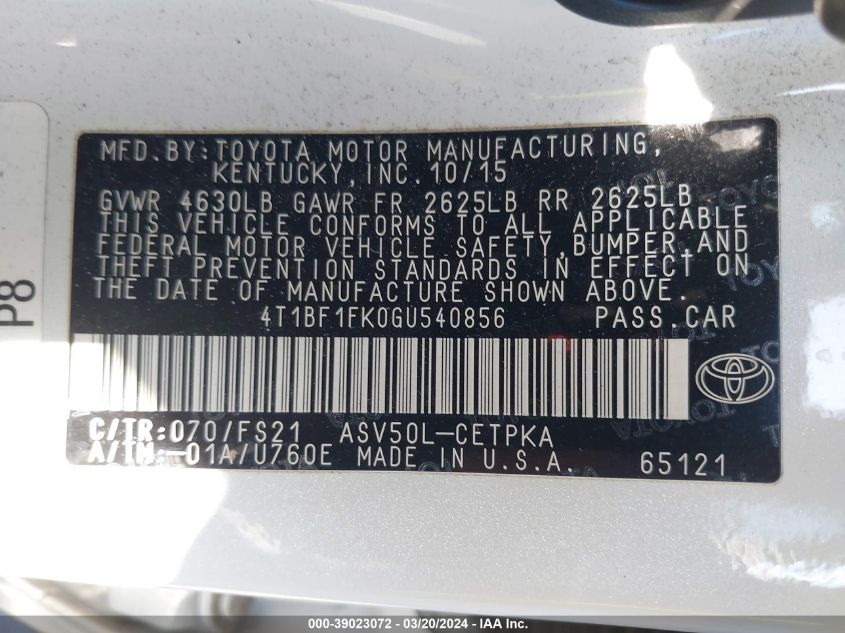 MFD.BY:TOYOTA MOTOR MANUFACTURING,
KENTUCKY,INC.10/15
GVWR 4630LB GAWR FR 2625LB RR 2625LB
THIS VEHICLE CONFORMS TO ALL APPLICABLE
FEDERAL MOTOR VEHICLE SAFETY,BUMPER,AND
THEFT PREVENTION STANDARDS IN EFFECT ON
THE DATE OF MANUFACTURE SHOWN ABOVE.
4T1BF1FK0GU540856 PASS CAR
C/TR:070/FS21 ASV50L-CETPKA
A/TM:-01A/U760E MADE IN U.S.A. 65121
P8
000-39023072 - 03/20/2024 - IAAI.COM